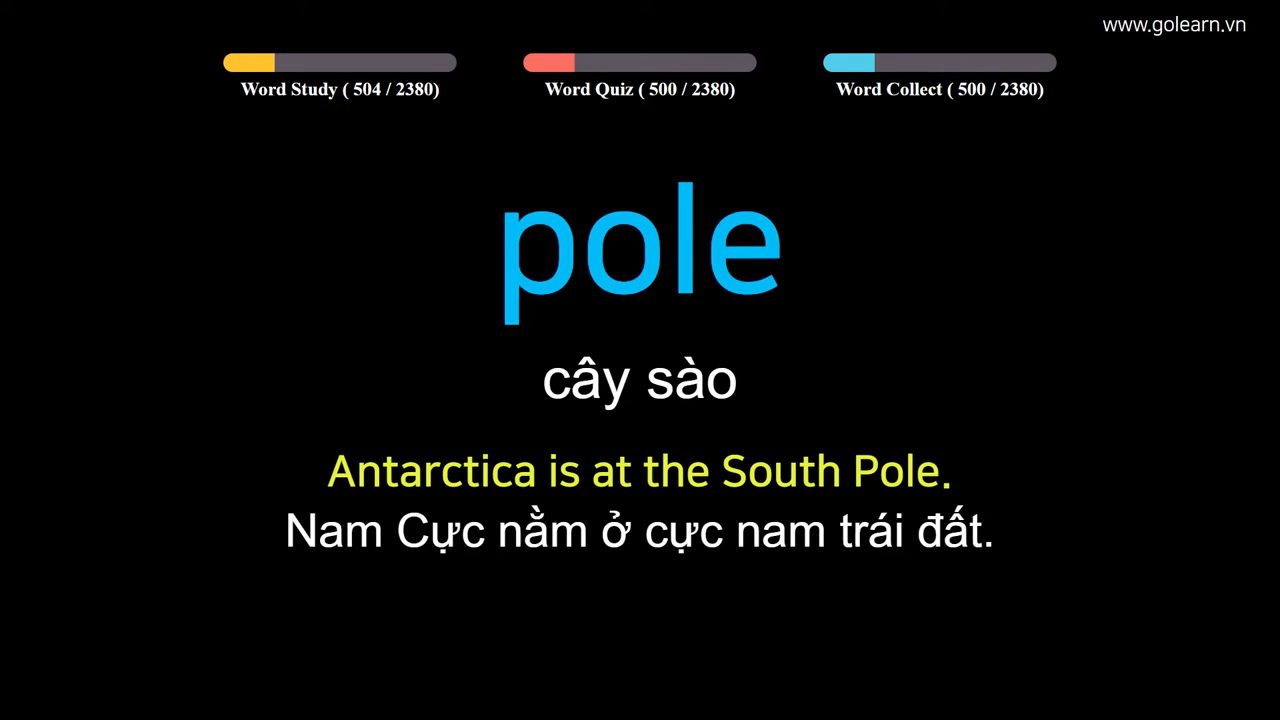 www.golearn.vn
Word Study ( 504 / 2380)
Word Quiz ( 500 / 2380)
Word Collect ( 500 / 2380)
pole
cây sào
Antarctica is at the South Pole.
Nam Cực nằm ở cực nam trái đất.